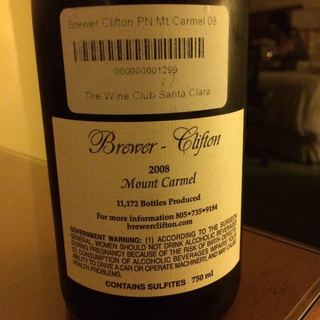 Brewer Clifton PN Mt Carmel 08
000000001299
The Wine Club Santa Clara
Brewer - Clifton
2008
Mount Carmel
11,172 Bottles Produced
For more information 805•735•9184
brewerclifton.com
GOVERNMENT WARNING: (1) ACCORDING TO THE SURGEON
GENERAL, WOMEN SHOULD NOT DRINK ALCOHOLIC BEVERAGES
DURING PREGNANCY BECAUSE OF THE RISK OF BIRTH DEFECTS.
CONSUMPTION OF ALCOHOLIC BEVERAGES IMPAIRS YOUR
ABILITY TO DRIVE A CAR OR OPERATE MACHINERY, AND MAY CAUSE
HEALTH PROBLEMS.
CONTAINS SULFITES 750 ml